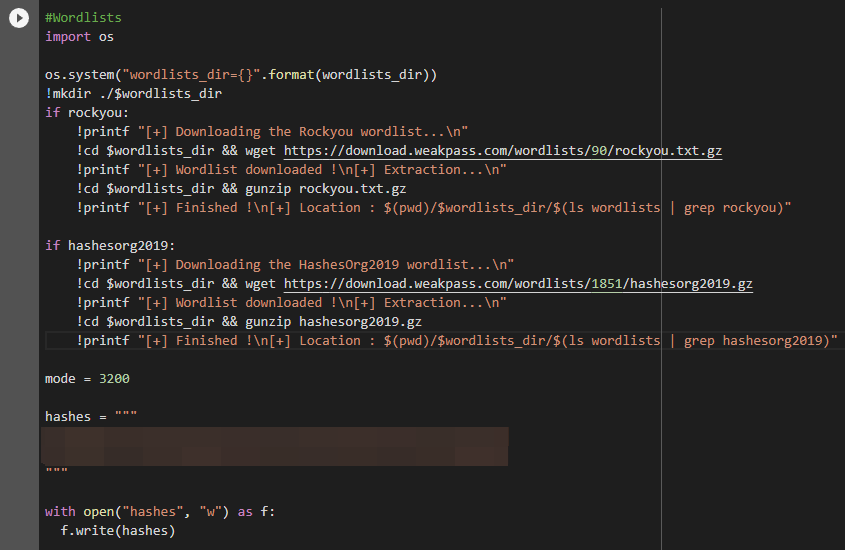 #Wordlists
import os
os.system("wordlists_dir={}".format(wordlists_dir))
!mkdir ./$wordlists_dir
if rockyou:
    !printf "[+] Downloading the Rockyou wordlist...\n"
    !cd $wordlists_dir && wget https://download.weakpass.com/wordlists/90/rockyou.txt.gz
    !printf "[+] Wordlist downloaded !\n[+] Extraction...\n"
    !cd $wordlists_dir && gunzip rockyou.txt.gz
    !printf "[+] Finished !\n[+] Location : $(pwd)/$wordlists_dir/$(ls wordlists | grep rockyou)"
if hashesorg2019:
    !printf "[+] Downloading the HashesOrg2019 wordlist...\n"
    !cd $wordlists_dir && wget https://download.weakpass.com/wordlists/1851/hashesorg2019.gz
    !printf "[+] Wordlist downloaded !\n[+] Extraction...\n"
    !cd $wordlists_dir && gunzip hashesorg2019.gz
    !printf "[+] Finished !\n[+] Location : $(pwd)/$wordlists_dir/$(ls wordlists | grep hashesorg2019)"
mode = 3200
hashes = """
"""
with open("hashes", "w") as f:
  f.write(hashes)